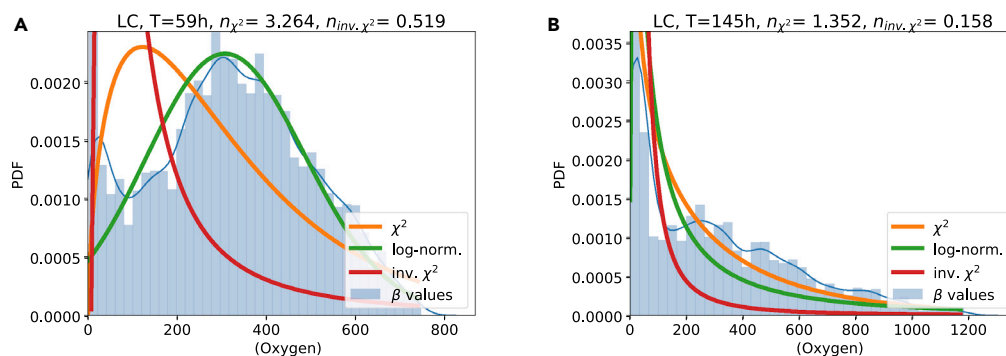 A
LC, T=59h, nχ²= 3.264, ninv. χ²= 0.519
PDF
0.0020
0.0015
0.0010
0.0005
0.0000
0 200 400 600 800
(Oxygen)
χ²
log-norm.
inv. χ²
β values
B
LC, T=145h, nχ²= 1.352, ninv. χ²= 0.158
PDF
0.0035
0.0030
0.0025
0.0020
0.0015
0.0010
0.0005
0.0000
0 200 400 600 800 1000 1200
(Oxygen)
χ²
log-norm.
inv. χ²
β values